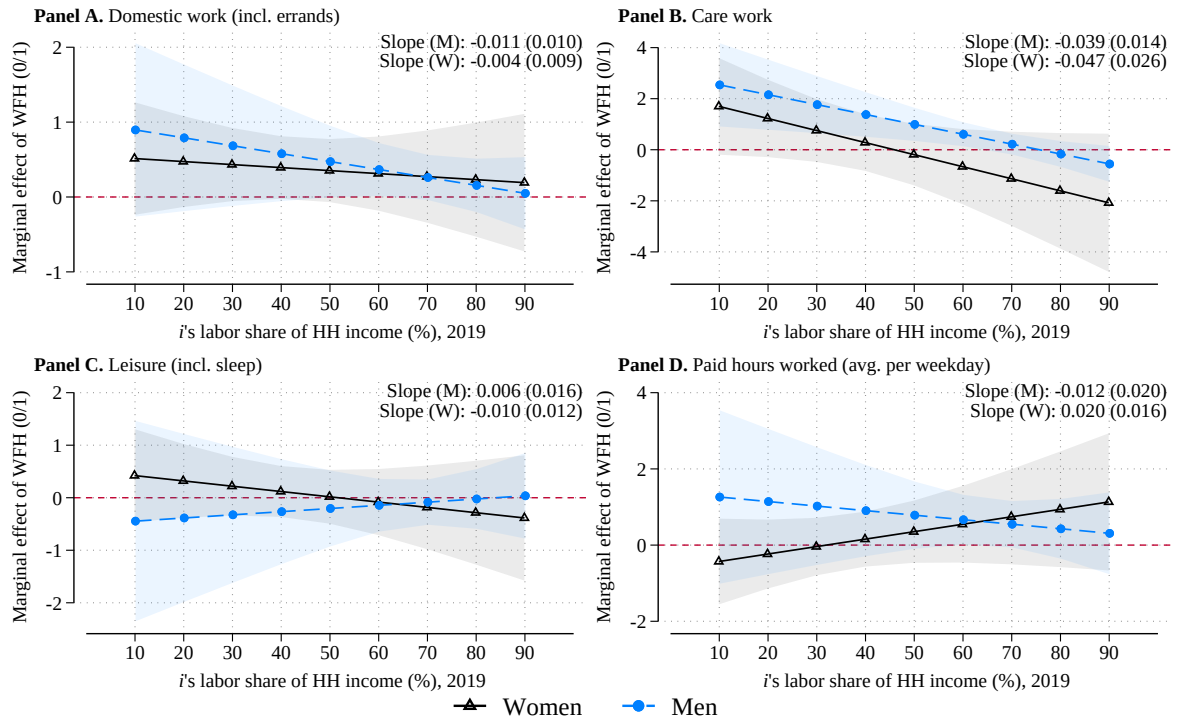 Panel A. Domestic work (incl. errands)
Slope (M): -0.011 (0.010)
Slope (W): -0.004 (0.009)
Marginal effect of WFH (0/1)
2
1
0
-1
10 20 30 40 50 60 70 80 90
i's labor share of HH income (%), 2019
Panel B. Care work
Slope (M): -0.039 (0.014)
Slope (W): -0.047 (0.026)
Marginal effect of WFH (0/1)
4
2
0
-2
-4
10 20 30 40 50 60 70 80 90
i's labor share of HH income (%), 2019
Panel C. Leisure (incl. sleep)
Slope (M): 0.006 (0.016)
Slope (W): -0.010 (0.012)
Marginal effect of WFH (0/1)
2
1
0
-1
-2
10 20 30 40 50 60 70 80 90
i's labor share of HH income (%), 2019
Panel D. Paid hours worked (avg. per weekday)
Slope (M): -0.012 (0.020)
Slope (W): 0.020 (0.016)
Marginal effect of WFH (0/1)
4
2
0
-2
10 20 30 40 50 60 70 80 90
i's labor share of HH income (%), 2019
Women Men